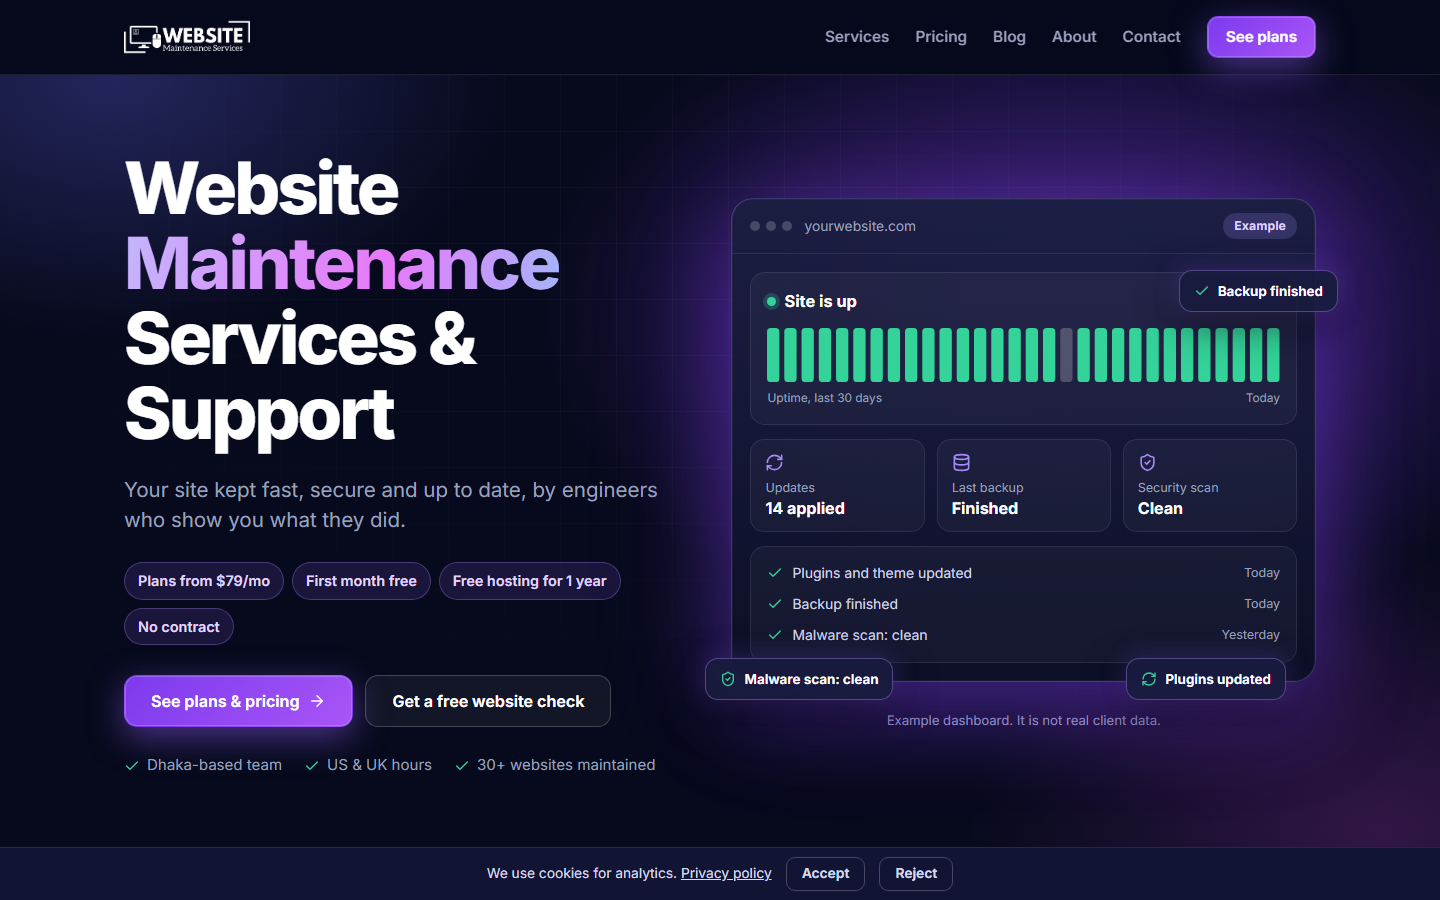 WEBSITE
Maintenance Services
Services
Pricing
Blog
About
Contact
See plans
Website
Maintenance
Services &
Support
Your site kept fast, secure and up to date, by engineers
who show you what they did.
Plans from $79/mo
First month free
Free hosting for 1 year
No contract
See plans & pricing
Get a free website check
Dhaka-based team
US & UK hours
30+ websites maintained
yourwebsite.com
Example
Site is up
Backup finished
Uptime, last 30 days
Today
Updates
14 applied
Last backup
Finished
Security scan
Clean
Plugins and theme updated
Today
Backup finished
Today
Malware scan: clean
Yesterday
Malware scan: clean
Plugins updated
Example dashboard. It is not real client data.
We use cookies for analytics. Privacy policy
Accept
Reject